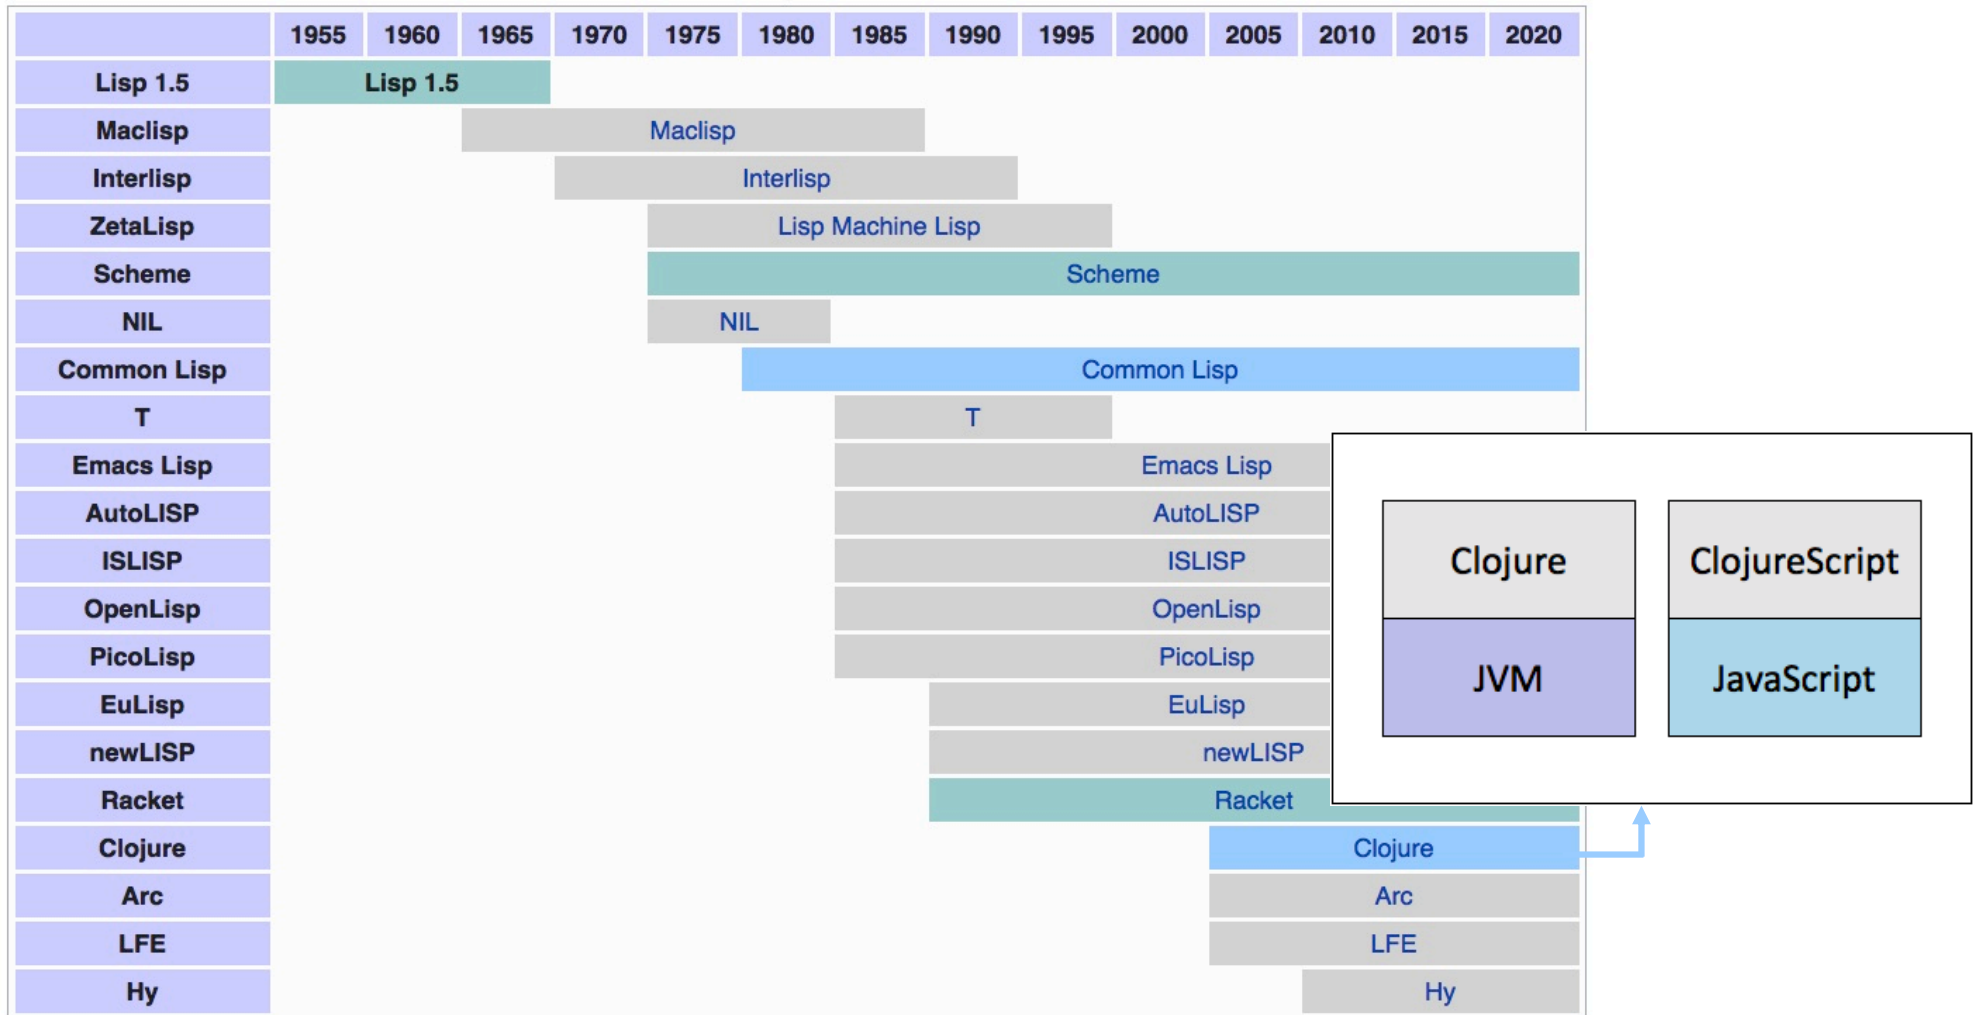 1955 1960 1965 1970 1975 1980 1985 1990 1995 2000 2005 2010 2015 2020
Lisp 1.5 Lisp 1.5
Maclisp Maclisp
Interlisp Interlisp
ZetaLisp Lisp Machine Lisp
Scheme Scheme
NIL NIL
Common Lisp Common Lisp
T T
Emacs Lisp Emacs Lisp
AutoLISP AutoLISP
ISLISP ISLISP
OpenLisp OpenLisp
PicoLisp PicoLisp
EuLisp EuLisp
newLISP newLISP
Racket Racket
Clojure Clojure
Arc Arc
LFE LFE
Hy Hy
Clojure ClojureScript
JVM JavaScript